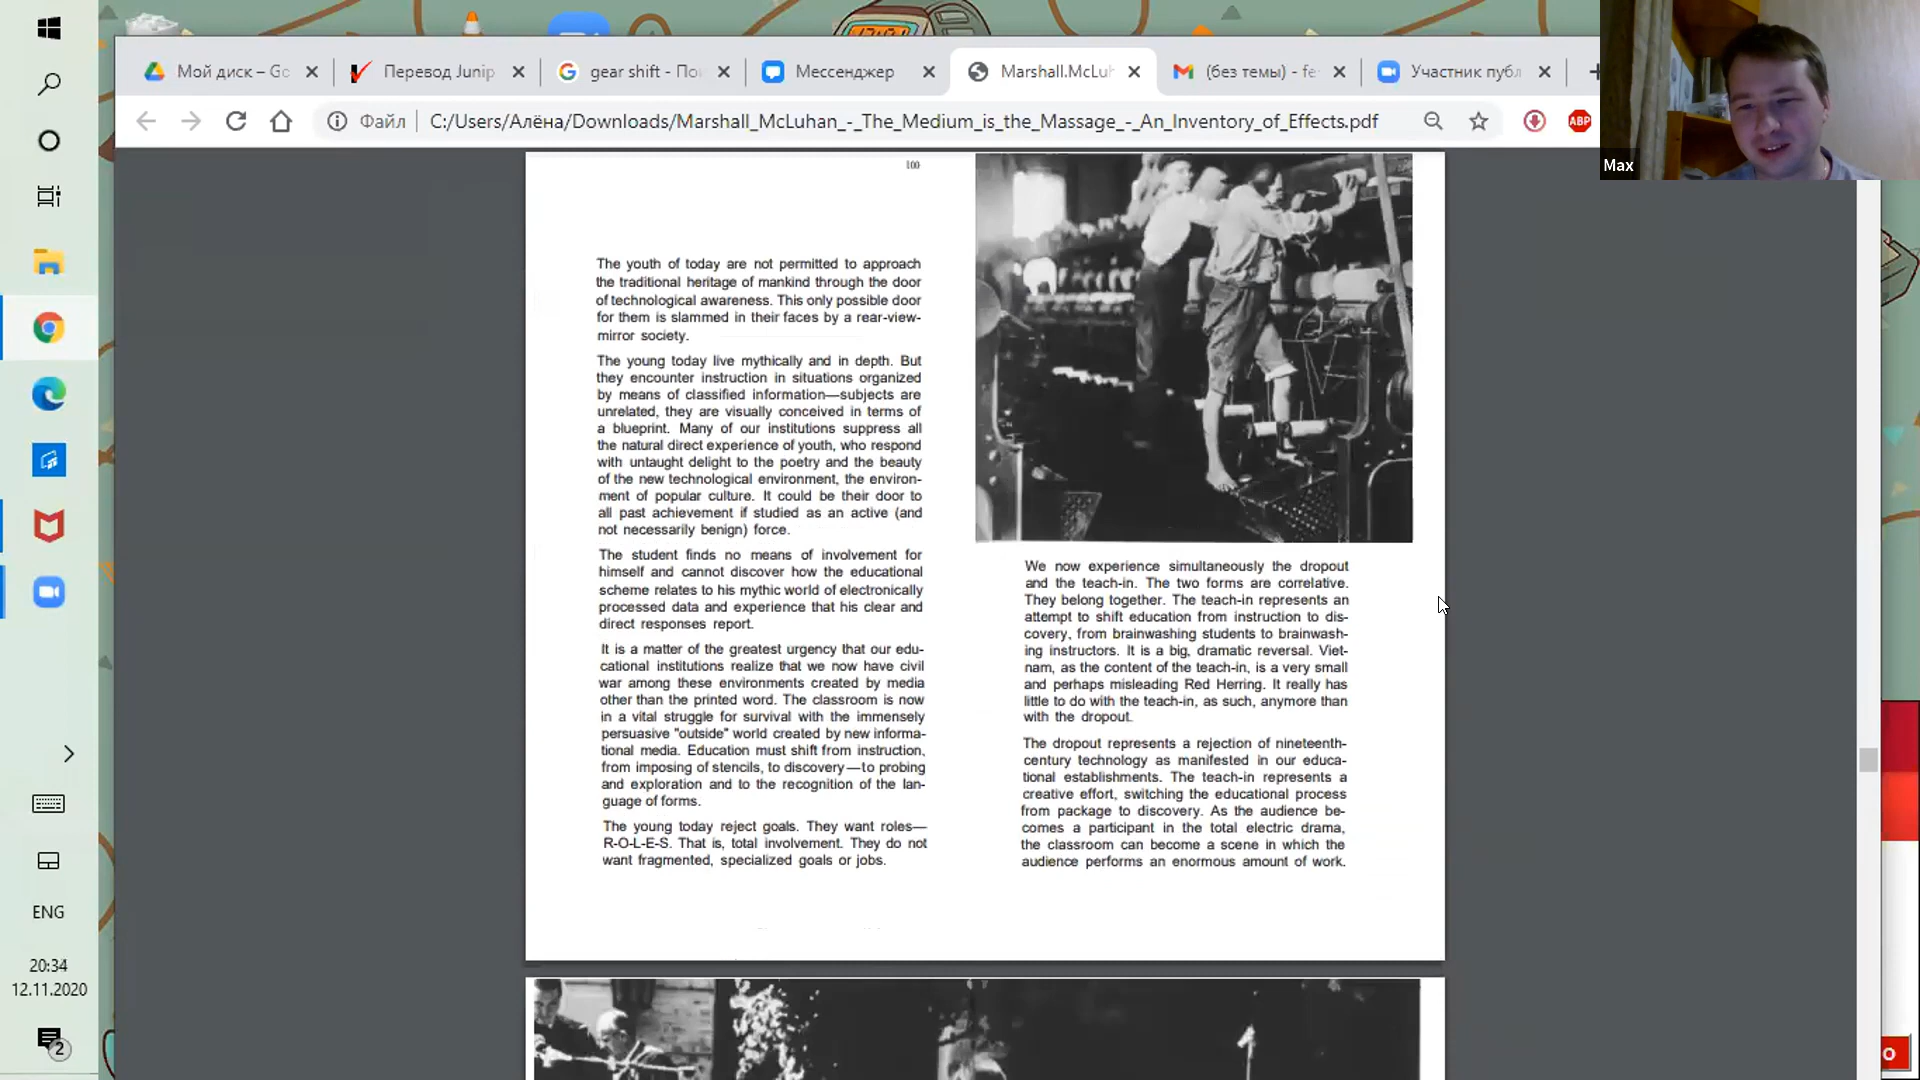 Мой диск – Go
Перевод Junip
gear shift - Пои
Мессенджер
Marshall.McLuh
(без темы) - fe
Участник публ
Файл
C:/Users/Алёна/Downloads/Marshall_McLuhan_-_The_Medium_is_the_Massage_-_An_Inventory_of_Effects.pdf
ABP
Max
100
The youth of today are not permitted to approach
the traditional heritage of mankind through the door
of technological awareness. This only possible door
for them is slammed in their faces by a rear-view-
mirror society.
The young today live mythically and in depth. But
they encounter instruction in situations organized
by means of classified information—subjects are
unrelated, they are visually conceived in terms of
a blueprint. Many of our institutions suppress all
the natural direct experience of youth, who respond
with untaught delight to the poetry and the beauty
of the new technological environment, the environ-
ment of popular culture. It could be their door to
all past achievement if studied as an active (and
not necessarily benign) force.
The student finds no means of involvement for
himself and cannot discover how the educational
scheme relates to his mythic world of electronically
processed data and experience that his clear and
direct responses report.
It is a matter of the greatest urgency that our edu-
cational institutions realize that we now have civil
war among these environments created by media
other than the printed word. The classroom is now
in a vital struggle for survival with the immensely
persuasive "outside" world created by new informa-
tional media. Education must shift from instruction,
from imposing of stencils, to discovery—to probing
and exploration and to the recognition of the lan-
guage of forms.
The young today reject goals. They want roles—
R-O-L-E-S. That is, total involvement. They do not
want fragmented, specialized goals or jobs.
We now experience simultaneously the dropout
and the teach-in. The two forms are correlative.
They belong together. The teach-in represents an
attempt to shift education from instruction to dis-
covery, from brainwashing students to brainwash-
ing instructors. It is a big, dramatic reversal. Viet-
nam, as the content of the teach-in, is a very small
and perhaps misleading Red Herring. It really has
little to do with the teach-in, as such, anymore than
with the dropout.
The dropout represents a rejection of nineteenth-
century technology as manifested in our educa-
tional establishments. The teach-in represents a
creative effort, switching the educational process
from package to discovery. As the audience be-
comes a participant in the total electric drama,
the classroom can become a scene in which the
audience performs an enormous amount of work.
ENG
20:34
12.11.2020
2